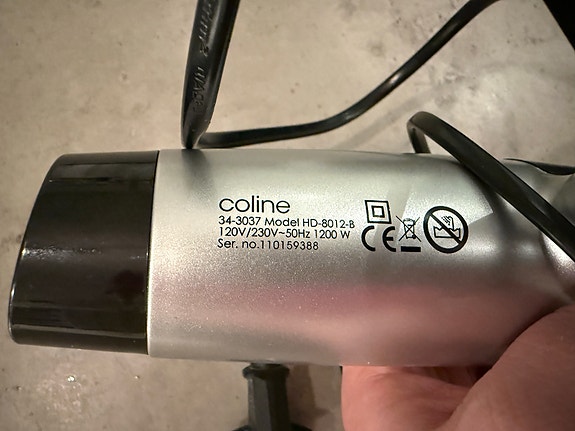 coline
34-3037 Model HD-8012-B
120V/230V~50Hz 1200 W
Ser. no.110159388
CE